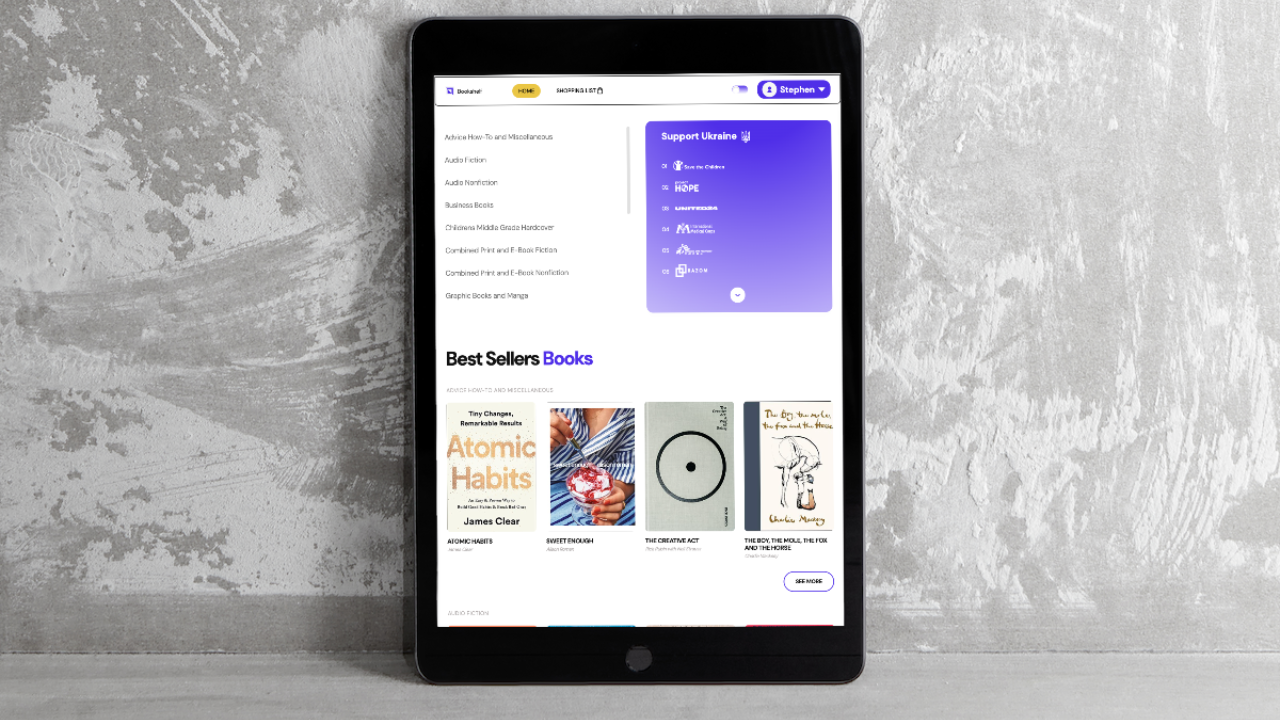 Bookshelf
HOME
SHOPPING LIST
Stephen
Advice How-To and Miscellaneous
Audio Fiction
Audio Nonfiction
Business Books
Childrens Middle Grade Hardcover
Combined Print and E-Book Fiction
Combined Print and E-Book Nonfiction
Graphic Books and Manga
Support Ukraine
01 Save the Children
02 HOPE
03 UNITED24
04 International
Medical Corps
05
06 RAZOM
Best Sellers Books
ADVICE HOW-TO AND MISCELLANEOUS
Tiny Changes,
Remarkable Results
Atomic
Habits
An Easy & Proven Way to
Build Good Habits & Break Bad Ones
James Clear
The Boy, the mole,
the fox and the Horse
Charlie Mackesy
ATOMIC HABITS
James Clear
SWEET ENOUGH
Alison Roman
THE CREATIVE ACT
THE BOY, THE MOLE, THE FOX
AND THE HORSE
Charlie Mackesy
SEE MORE
AUDIO FICTION